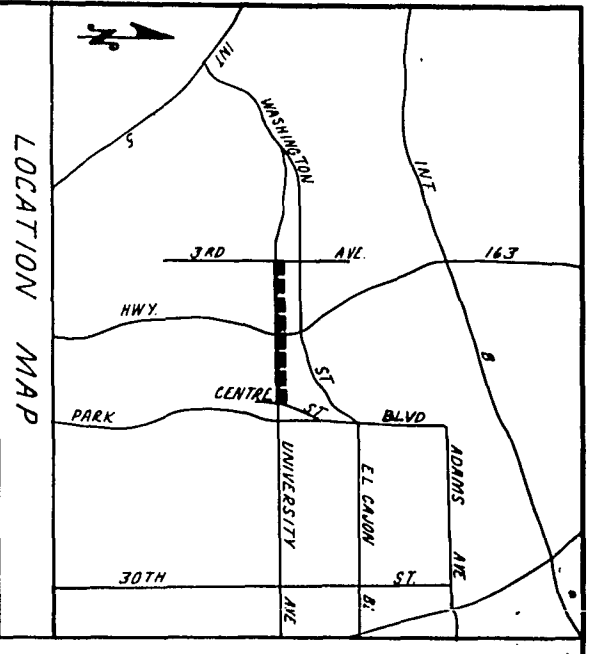 N
INT
5
WASHINGTON
INT
8
3RD AVE.
163
HWY.
ST
CENTRE ST.
PARK BLVD
UNIVERSITY AVE
EL CAJON Bl.
ADAMS AVE
30TH ST.
LOCATION MAP